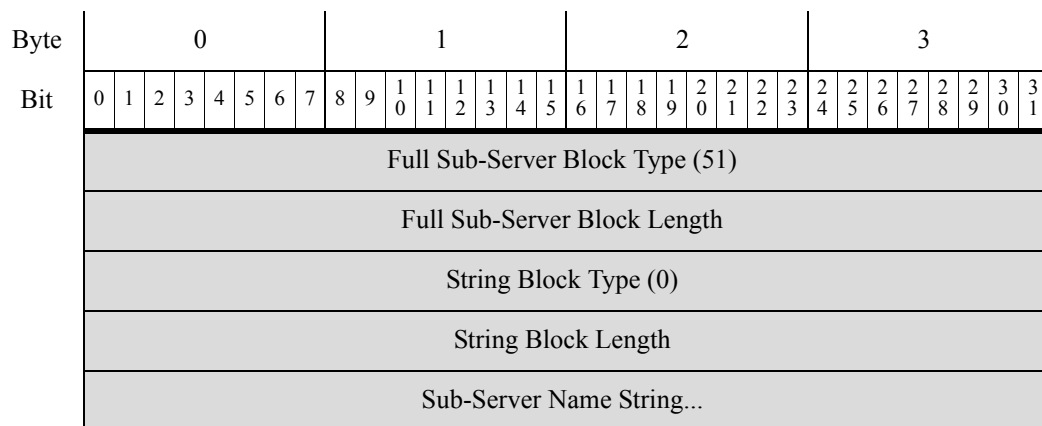 Byte 0 1 2 3
Bit 0 1 2 3 4 5 6 7 8 9 10 11 12 13 14 15 16 17 18 19 20 21 22 23 24 25 26 27 28 29 30 31
Full Sub-Server Block Type (51)
Full Sub-Server Block Length
String Block Type (0)
String Block Length
Sub-Server Name String...